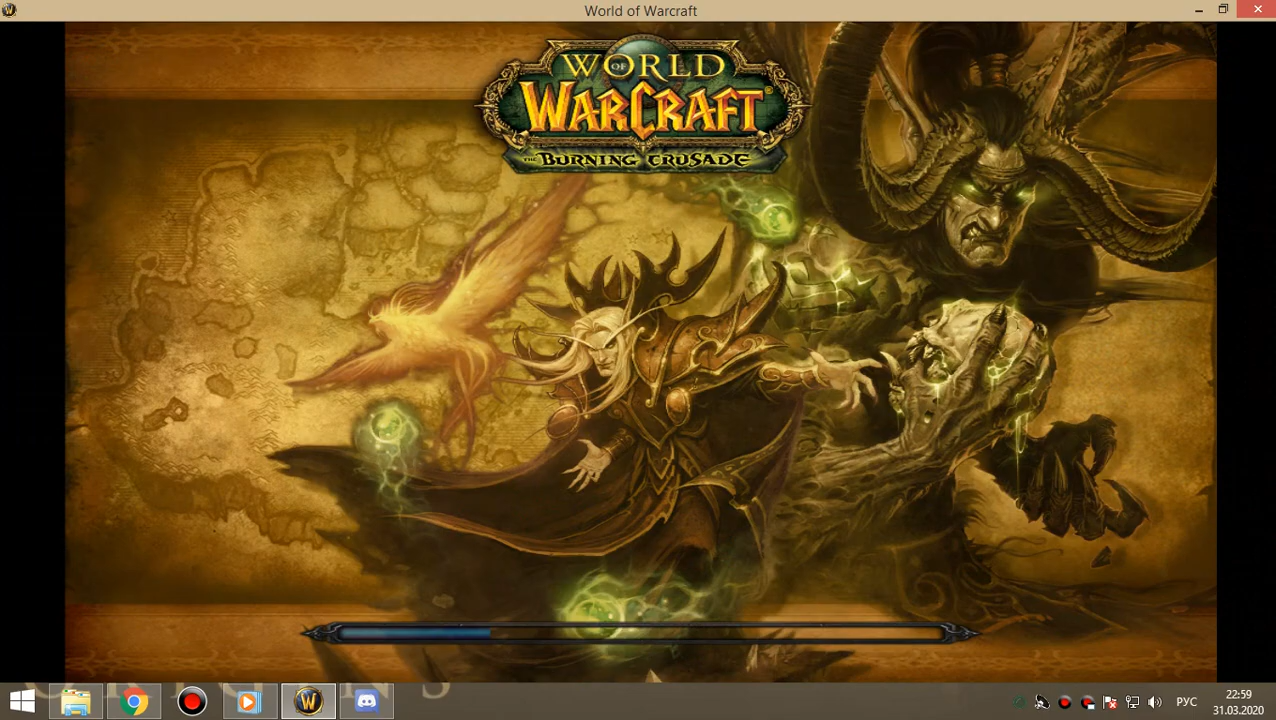 World of Warcraft
WORLD
OF
WARCRAFT®
THE BURNING CRUSADE
РУС
22:59
31.03.2020